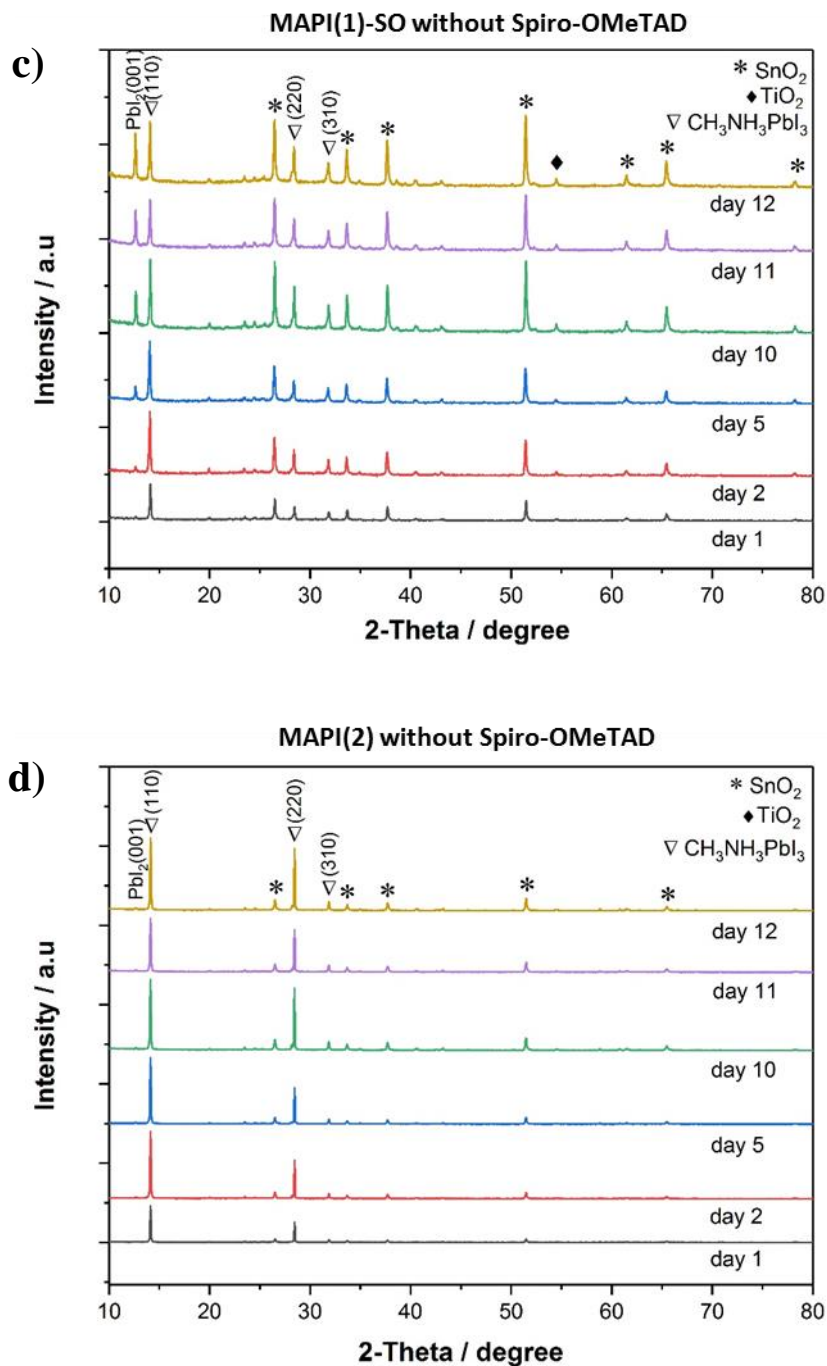 MAPI(1)-SO without Spiro-OMeTAD
c)
PbI₂(001)
▽(110)
*
▽(220)
▽(310)
*
*
*
♦
*
*
*
* SnO₂
♦TiO₂
▽ CH₃NH₃PbI₃
day 12
day 11
day 10
day 5
day 2
day 1
Intensity / a.u
10 20 30 40 50 60 70 80
2-Theta / degree
MAPI(2) without Spiro-OMeTAD
d)
PbI₂(001)
▽(110)
*
▽(220)
▽(310)
*
*
*
*
* SnO₂
♦TiO₂
▽ CH₃NH₃PbI₃
day 12
day 11
day 10
day 5
day 2
day 1
Intensity / a.u
10 20 30 40 50 60 70 80
2-Theta / degree